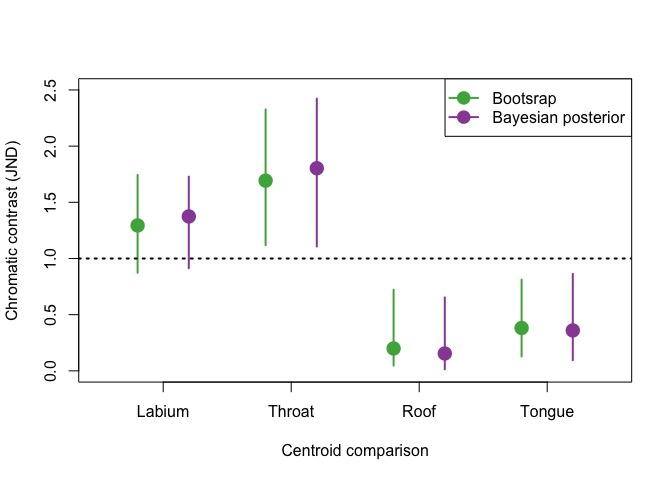 Bootsrap
Bayesian posterior
Chromatic contrast (JND)
2.5
2.0
1.5
1.0
0.5
0.0
Labium Throat Roof Tongue
Centroid comparison